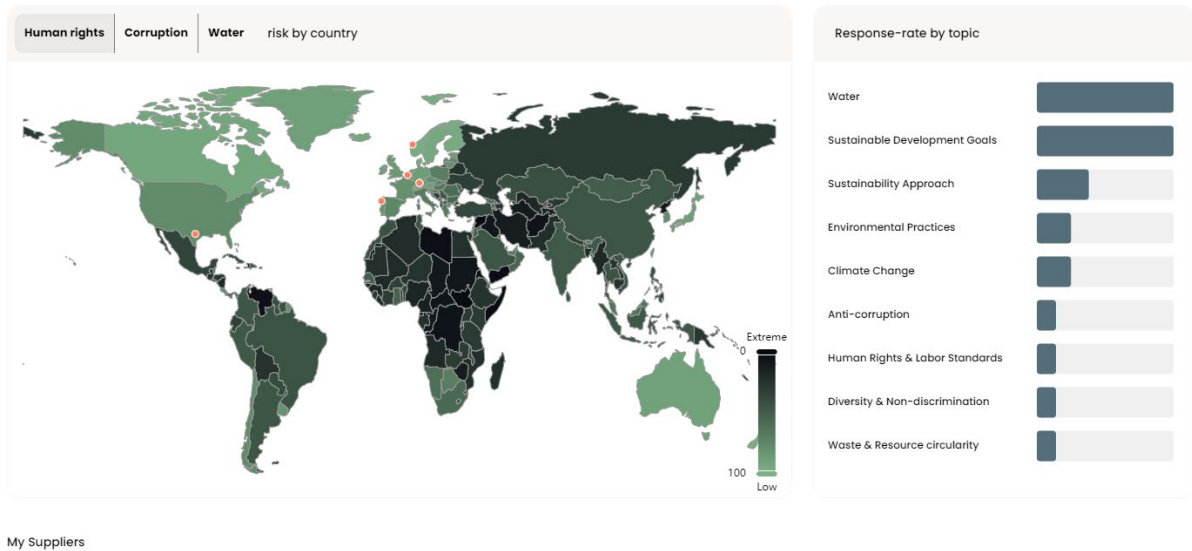 Human rights Corruption Water risk by country
Response-rate by topic
Water
Sustainable Development Goals
Sustainability Approach
Environmental Practices
Climate Change
Anti-corruption
Human Rights & Labor Standards
Diversity & Non-discrimination
Waste & Resource circularity
Extreme
0
100
Low
My Suppliers